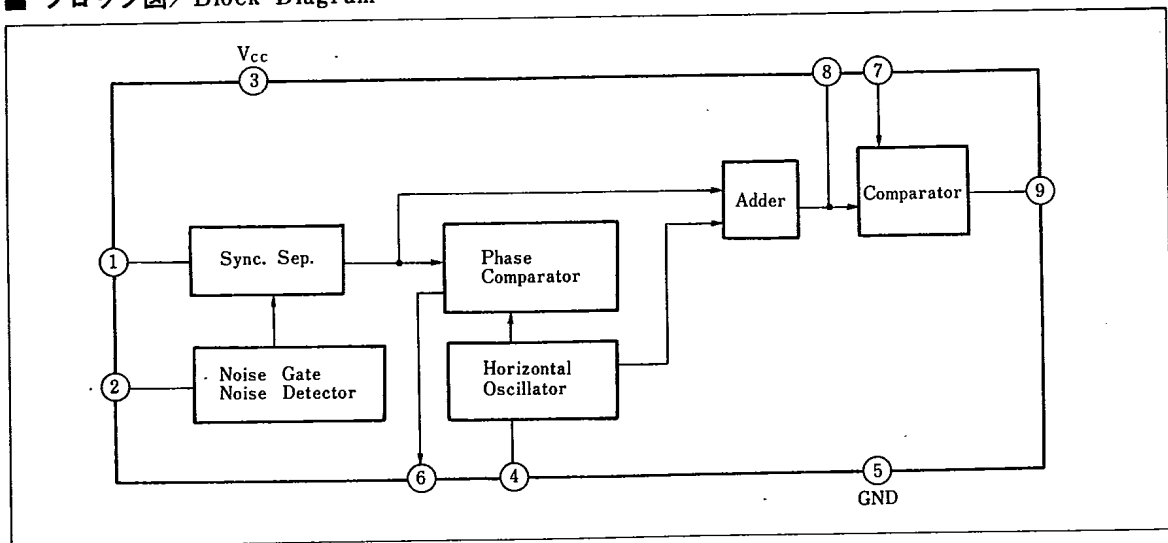 ■ ブロック図/Block Diagram
Vcc
3
8
7
Adder
Comparator
9
1
Sync. Sep.
Phase
Comparator
2
Noise Gate
Noise Detector
Horizontal
Oscillator
6
4
5
GND